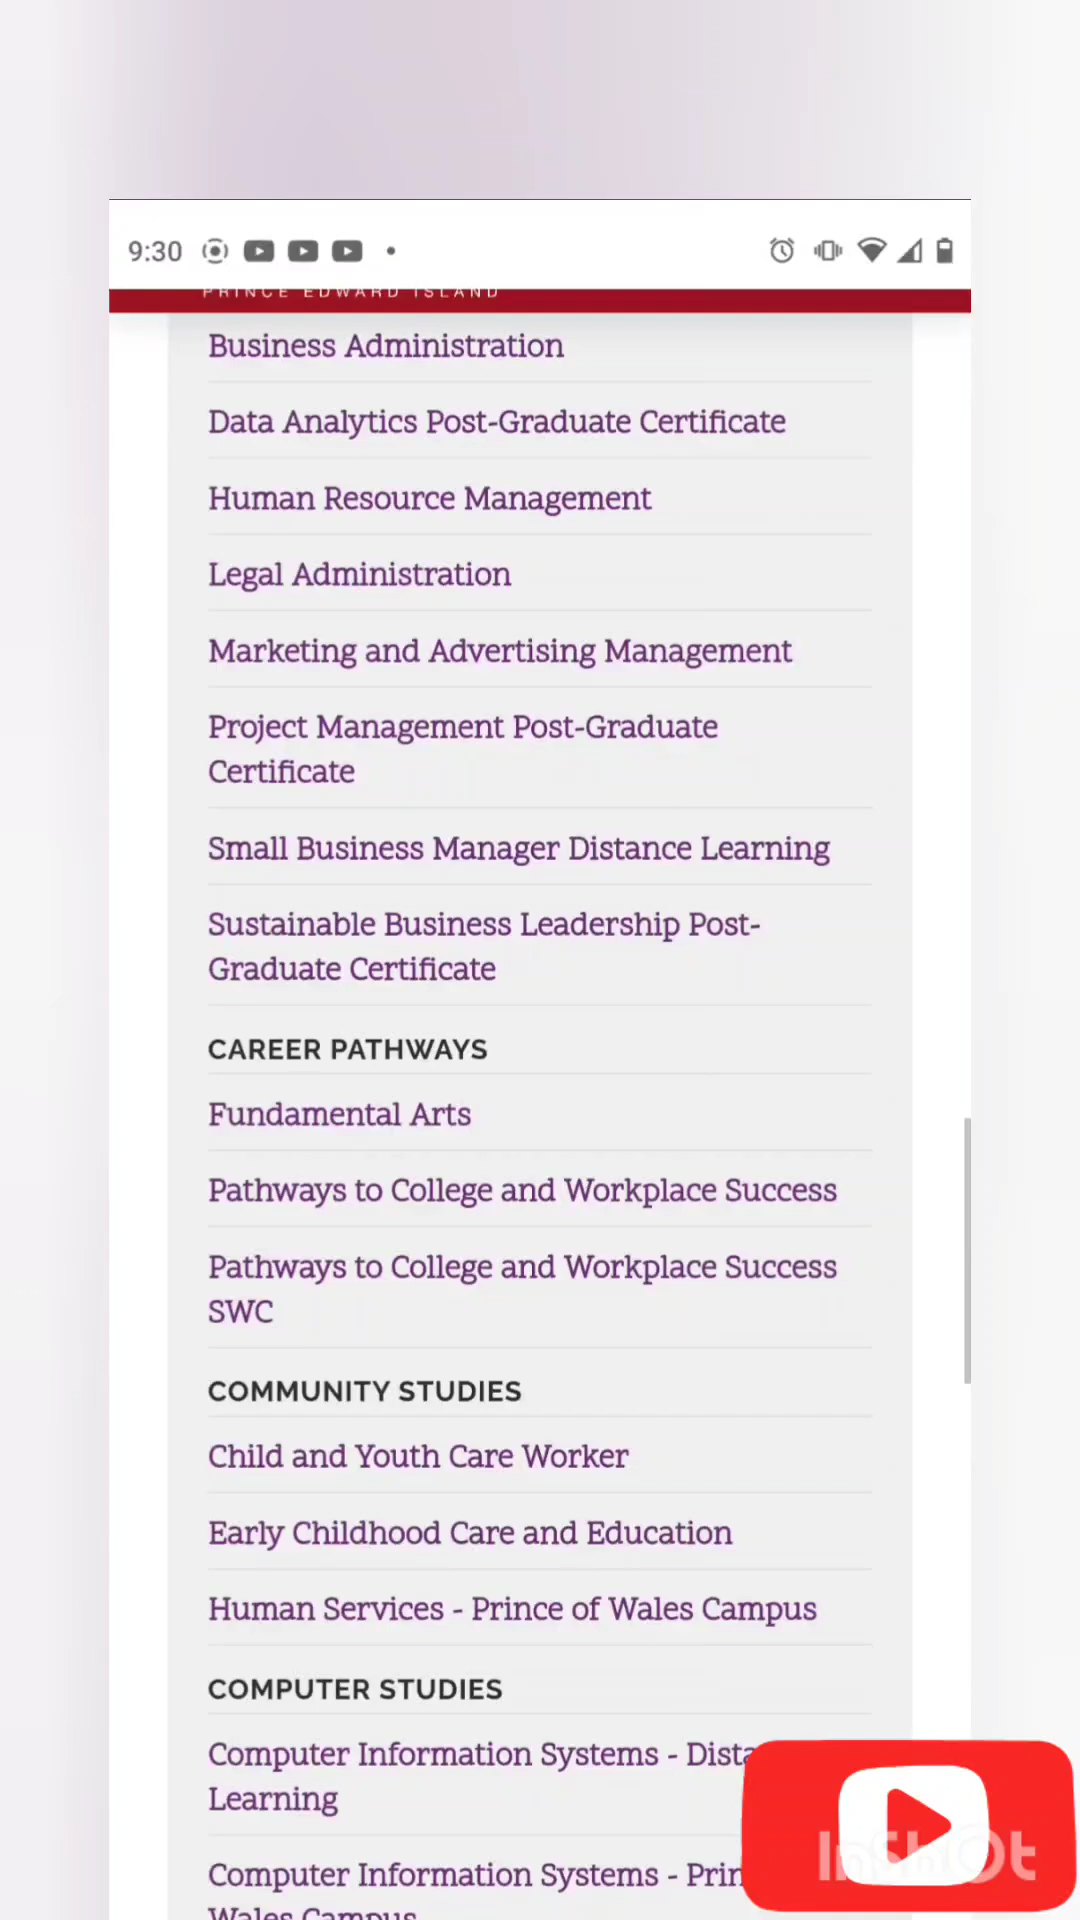 9:30
PRINCE EDWARD ISLAND
Business Administration
Data Analytics Post-Graduate Certificate
Human Resource Management
Legal Administration
Marketing and Advertising Management
Project Management Post-Graduate
Certificate
Small Business Manager Distance Learning
Sustainable Business Leadership Post-
Graduate Certificate
CAREER PATHWAYS
Fundamental Arts
Pathways to College and Workplace Success
Pathways to College and Workplace Success
SWC
COMMUNITY STUDIES
Child and Youth Care Worker
Early Childhood Care and Education
Human Services - Prince of Wales Campus
COMPUTER STUDIES
Computer Information Systems -
Learning
Computer Information Systems -
Wales Campus
InShOt